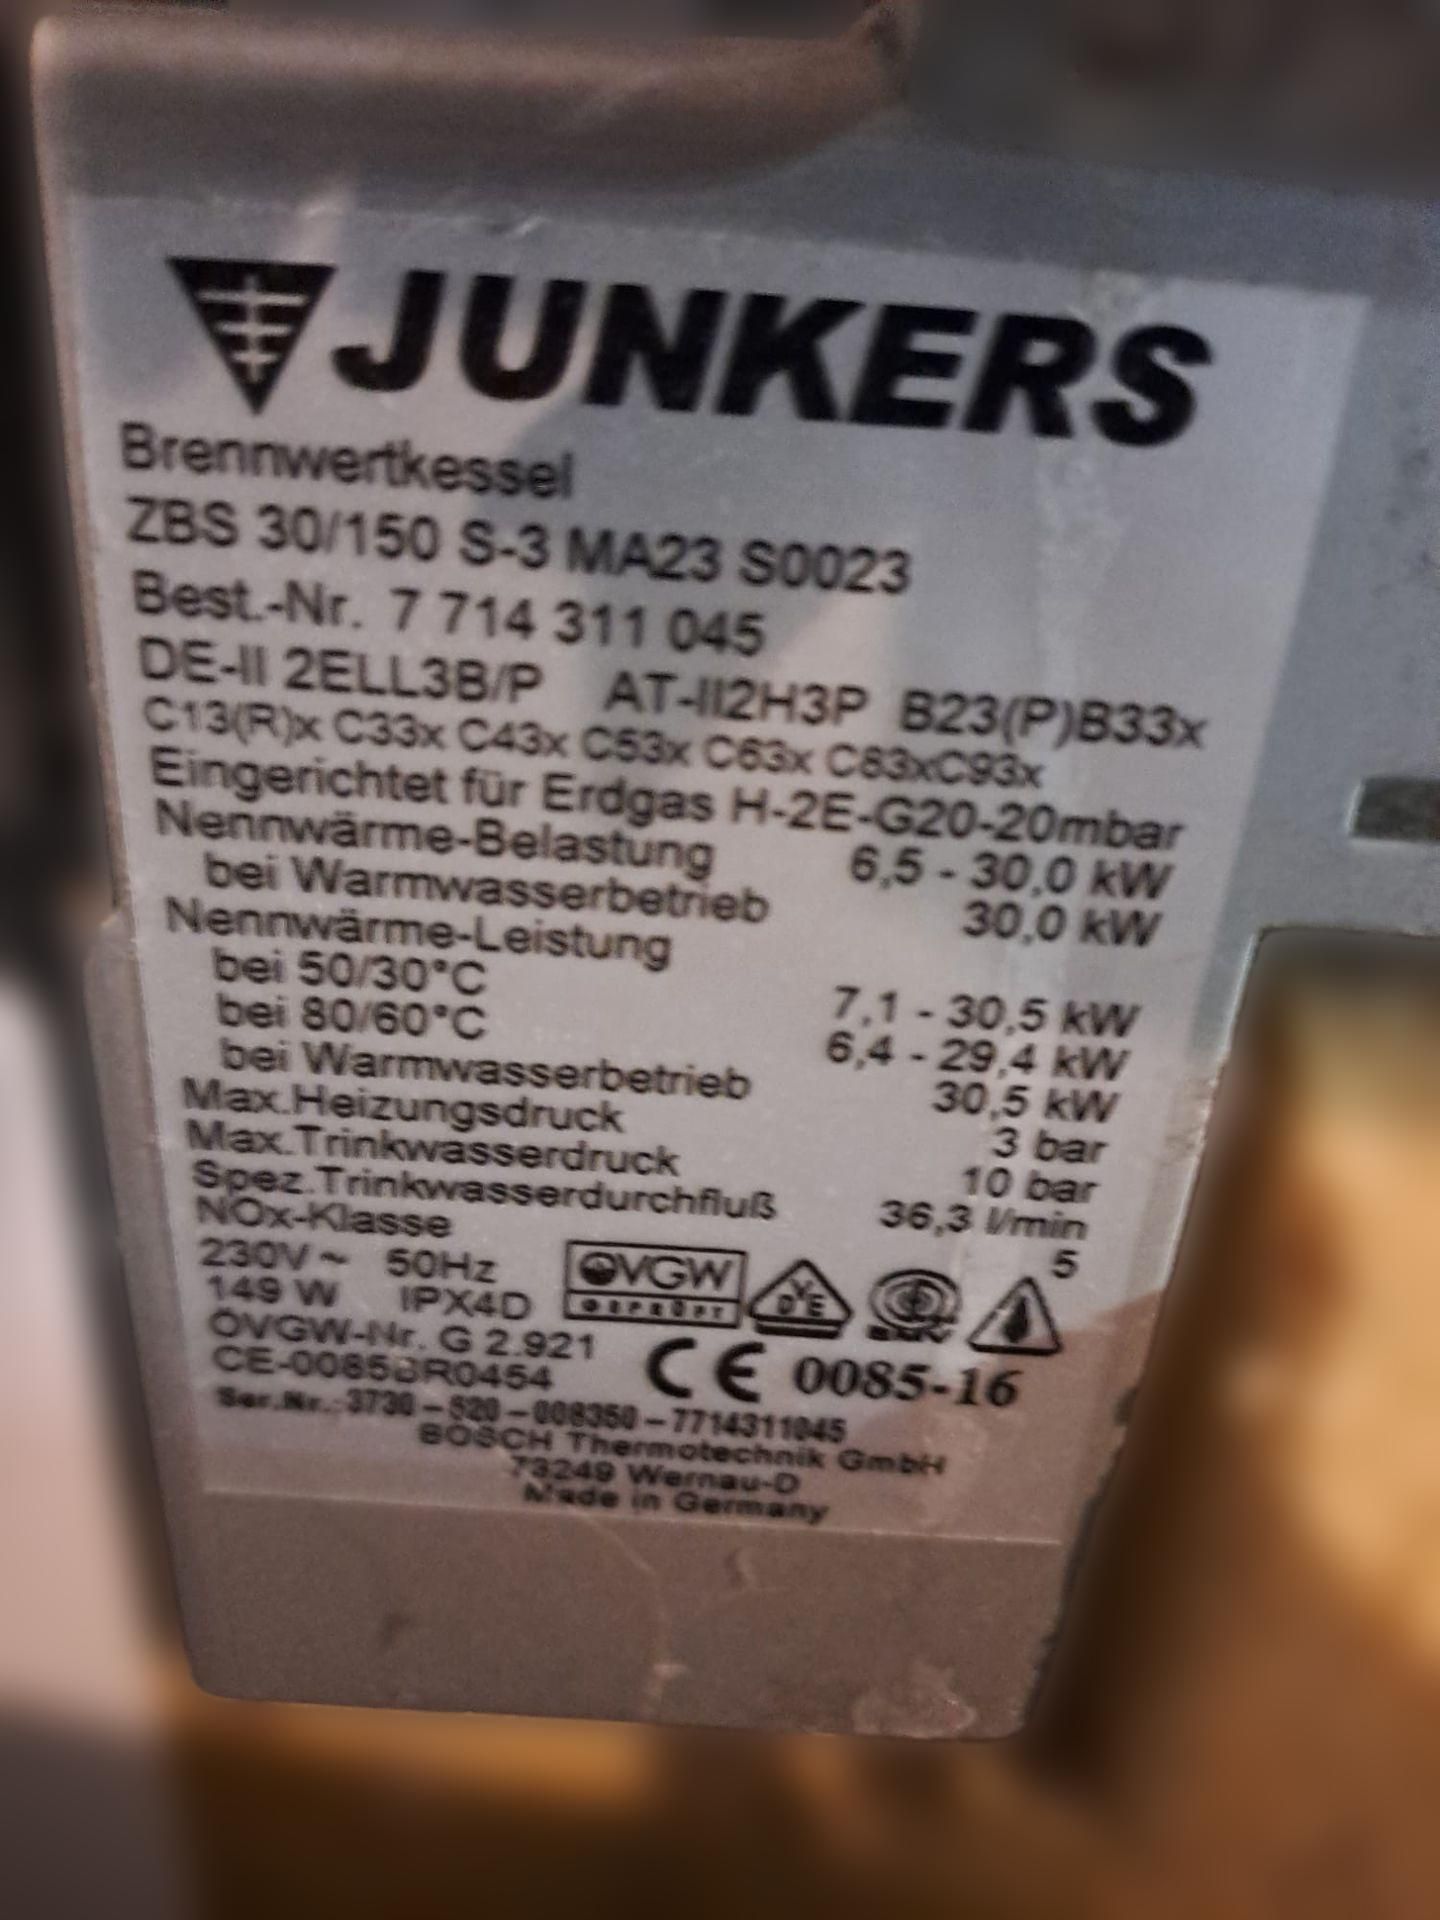 JUNKERS
Brennwertkessel
ZBS 30/150 S-3 MA23 S0023
Best.-Nr. 7 714 311 045
DE-II 2ELL3B/P AT-III2H3P B23(P)B33x
C13(R)x C33x C43x C53x C63x C83xC93x
Eingerichtet für Erdgas H-2E-G20-20mbar
Nennwärme-Belastung 6,5 - 30,0 kW
bei Warmwasserbetrieb 30,0 kW
Nennwärme-Leistung
bei 50/30°C 7,1 - 30,5 kW
bei 80/60°C 6,4 - 29,4 kW
bei Warmwasserbetrieb 30,5 kW
Max.Heizungsdruck 3 bar
Max.Trinkwasserdruck 10 bar
Spez.Trinkwasserdurchfluß 36,3 l/min
NOx-Klasse 5
230V~ 50Hz ÖVGW DVE
149 W IPX4D GEPRÜFT
ÖVGW-Nr. G 2.921
CE-0085BR0454 CE 0085-16
Ser.Nr.: 3730-520-008350-7714311045
BOSCH Thermotechnik GmbH
73249 Wernau-D
Made in Germany